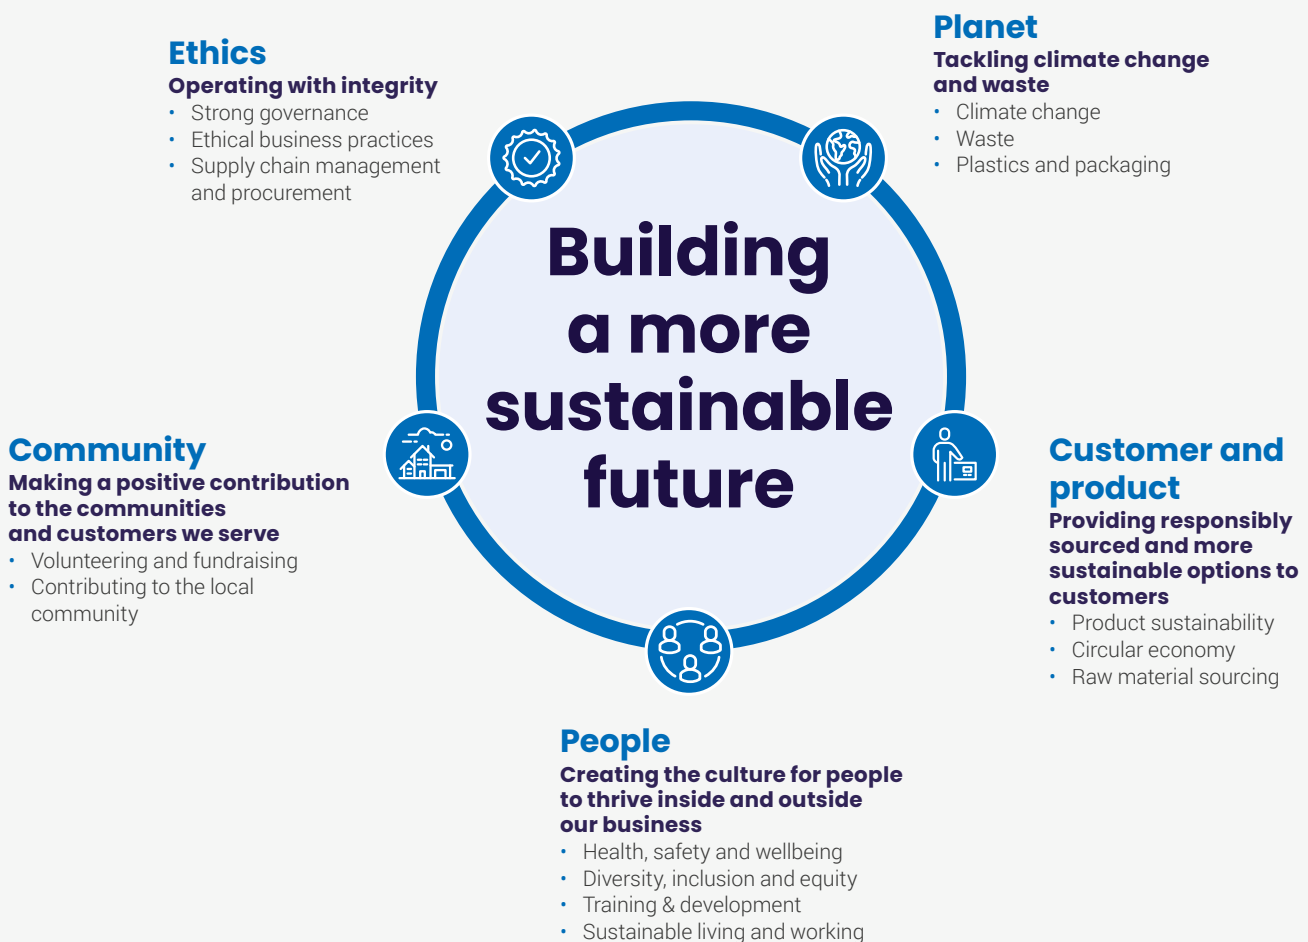 Ethics
Operating with integrity
• Strong governance
• Ethical business practices
• Supply chain management
and procurement
Planet
Tackling climate change
and waste
• Climate change
• Waste
• Plastics and packaging
Building
a more
sustainable
future
Community
Making a positive contribution
to the communities
and customers we serve
• Volunteering and fundraising
• Contributing to the local
community
Customer and
product
Providing responsibly
sourced and more
sustainable options to
customers
• Product sustainability
• Circular economy
• Raw material sourcing
People
Creating the culture for people
to thrive inside and outside
our business
• Health, safety and wellbeing
• Diversity, inclusion and equity
• Training & development
• Sustainable living and working